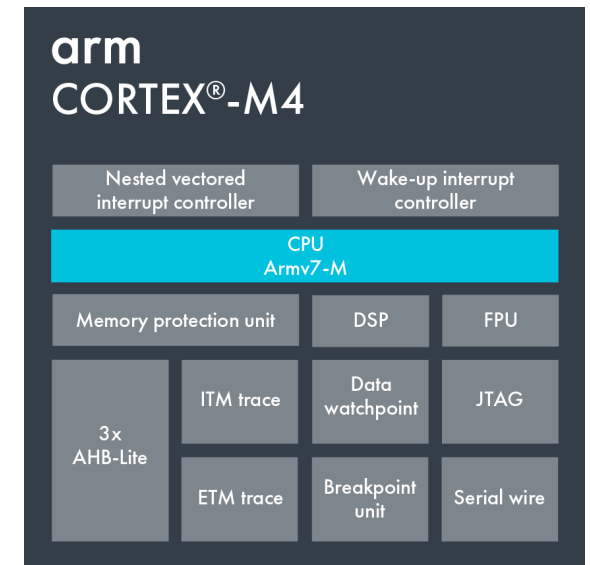 arm
CORTEX®-M4
Nested vectored
interrupt controller
Wake-up interrupt
controller
CPU
Armv7-M
Memory protection unit
DSP
FPU
3x
AHB-Lite
ITM trace
Data
watchpoint
JTAG
ETM trace
Breakpoint
unit
Serial wire